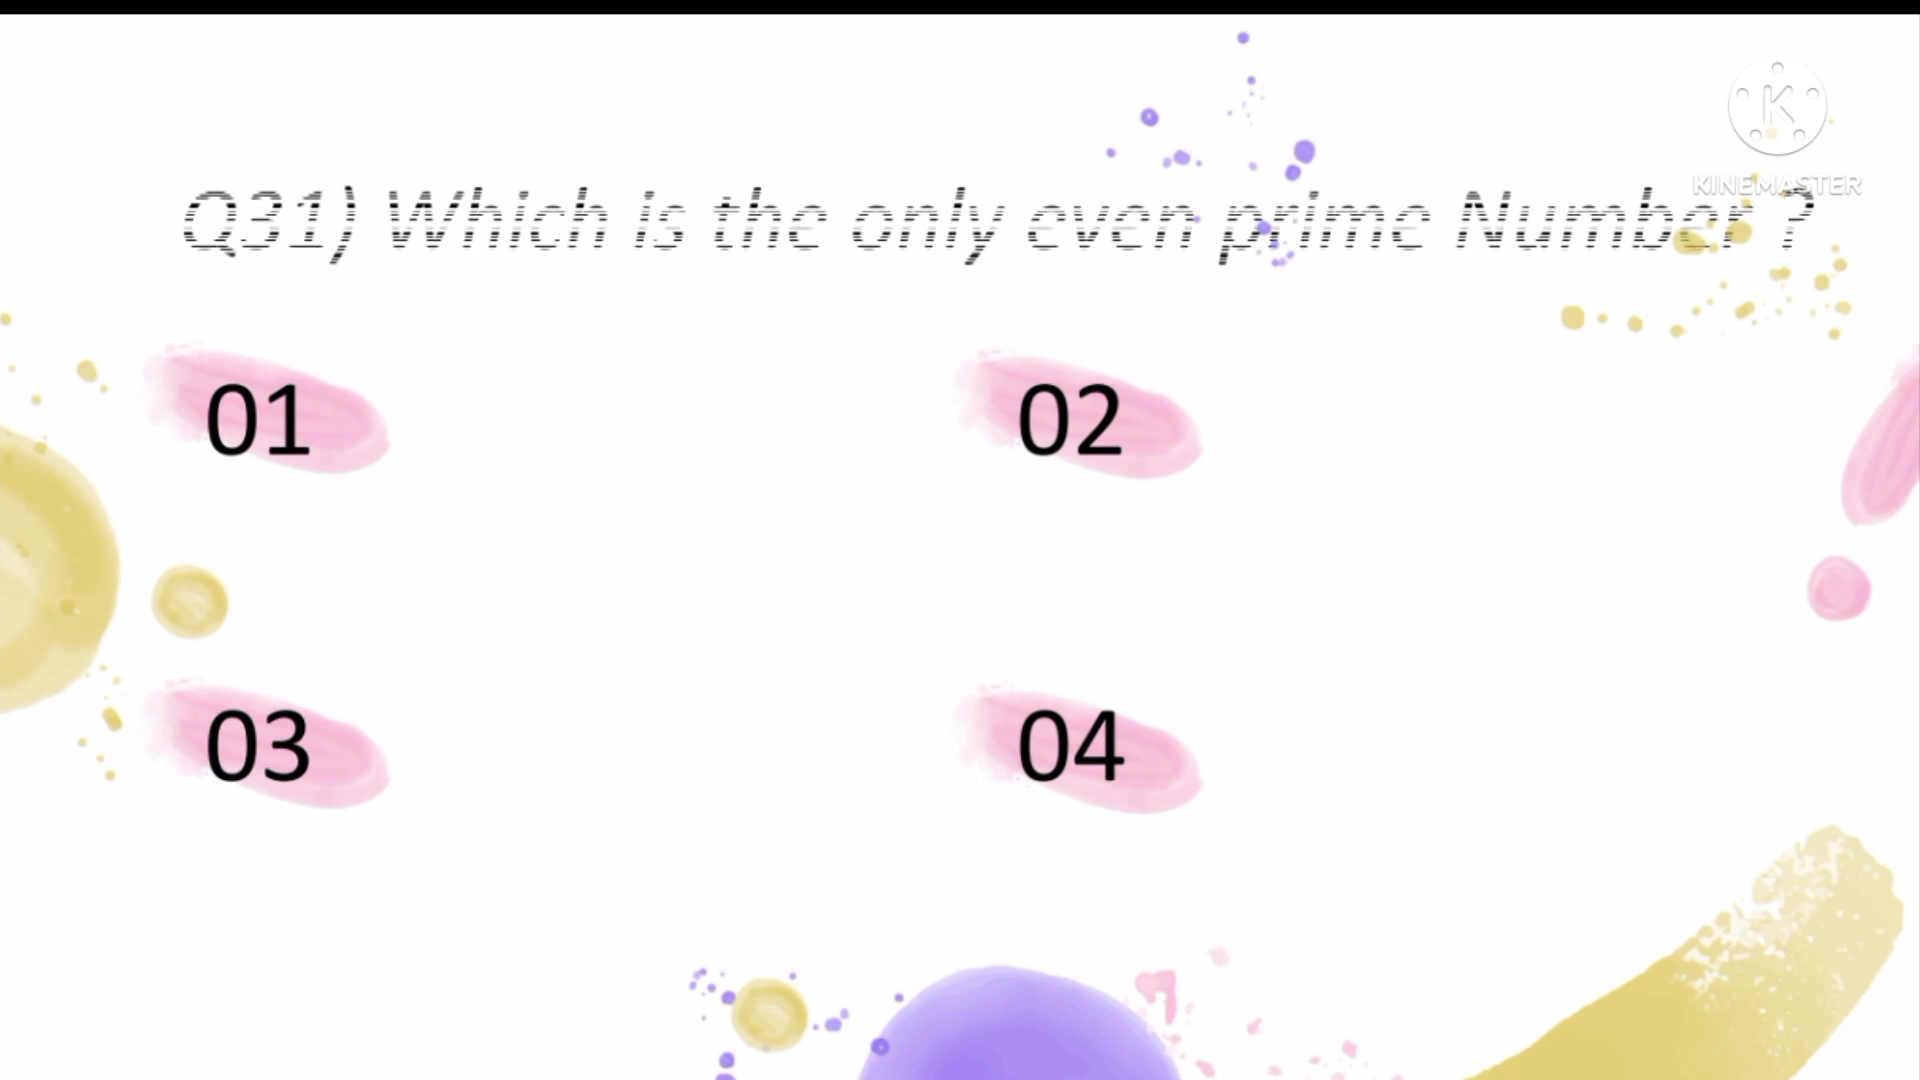 K
KINEMASTER
Q31) Which is the only even prime Number ?
01
02
03
04